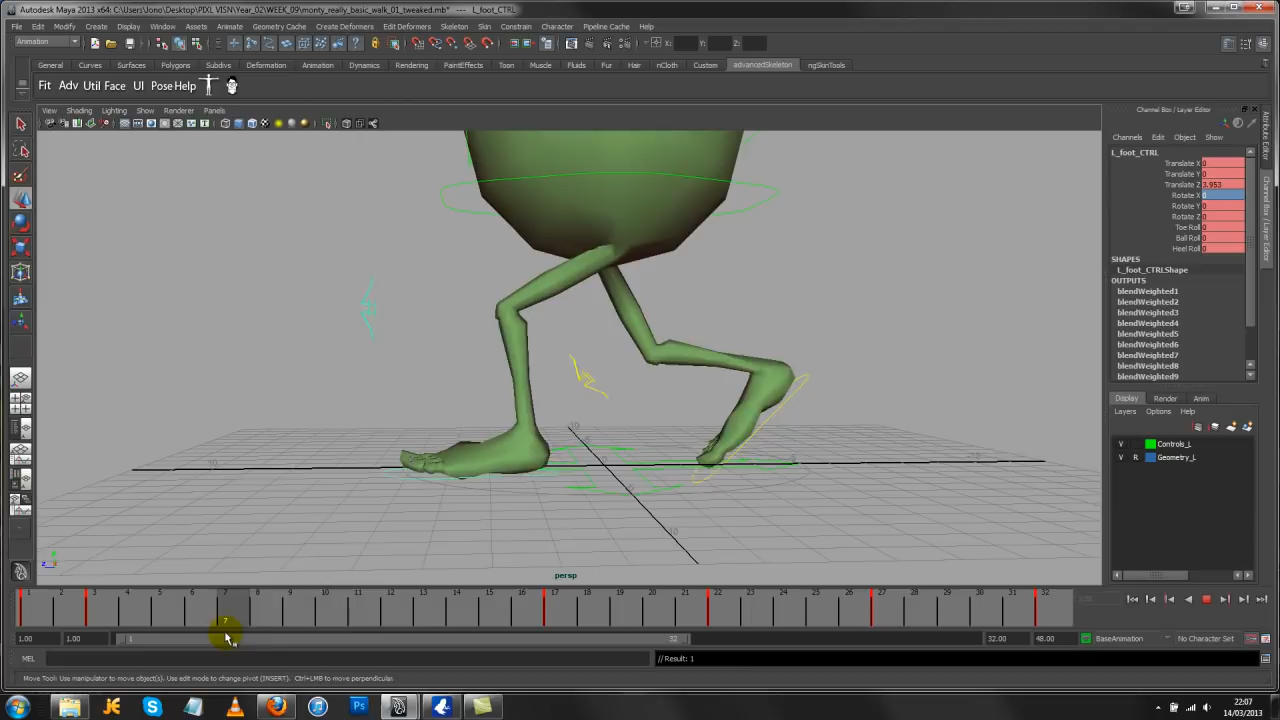 Autodesk Maya 2013 x64: C:\Users\Jono\Desktop\PIXL VISN\Year_02\WEEK_09\monty_really_basic_walk_01_tweaked.mb* --- L_foot_CTRL
File Edit Modify Create Display Window Assets Animate Geometry Cache Create Deformers Edit Deformers Skeleton Skin Constrain Character Pipeline Cache Help
Animation X: Y: Z:
General Curves Surfaces Polygons Subdivs Deformation Animation Dynamics Rendering PaintEffects Toon Muscle Fluids Fur Hair nCloth Custom advancedSkeleton ngSkinTools
Fit Adv Util Face UI Pose Help
View Shading Lighting Show Renderer Panels
Channel Box / Layer Editor
Channels Edit Object Show
L_foot_CTRL
Translate X 0
Translate Y 0
Translate Z 3.953
Rotate X 0
Rotate Y 0
Rotate Z 0
Toe Roll 0
Ball Roll 0
Heel Roll 0
SHAPES
L_foot_CTRLShape
OUTPUTS
blendWeighted1
blendWeighted2
blendWeighted3
blendWeighted4
blendWeighted5
blendWeighted6
blendWeighted7
blendWeighted8
blendWeighted9
Display Render Anim
Layers Options Help
V Controls_L
V R Geometry_L
Attribute Editor
Channel Box / Layer Editor
persp
1 2 3 4 5 6 7 8 9 10 11 12 13 14 15 16 17 18 19 20 21 22 23 24 25 26 27 28 29 30 31 32
7
1.00 1.00 1 32 32.00 48.00 BaseAnimation No Character Set
MEL // Result: 1
Move Tool: Use manipulator to move object(s). Use edit mode to change pivot (INSERT). Ctrl+LMB to move perpendicular.
22:07
14/03/2013